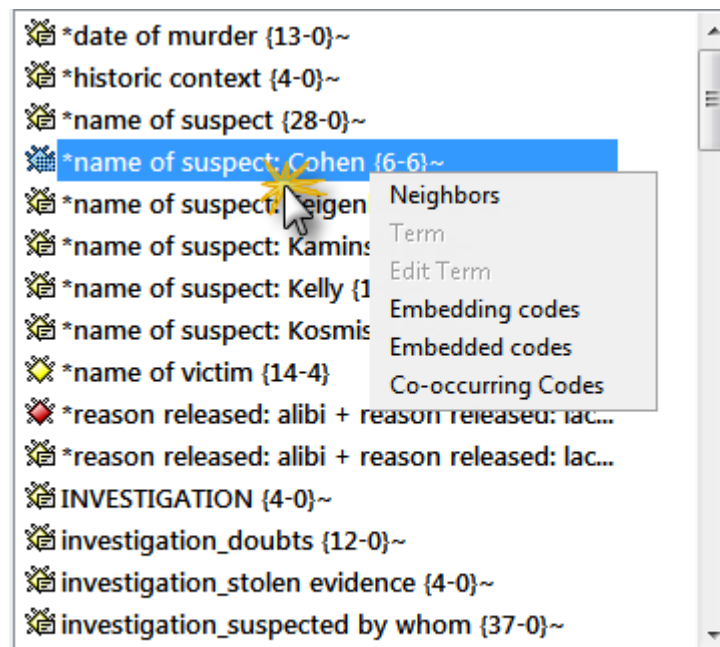 *date of murder {13-0}~
*historic context {4-0}~
*name of suspect {28-0}~
*name of suspect: Cohen {6-6}~
*name of suspect:
*name of suspect: Kamins
*name of suspect: Kelly {1
*name of suspect: Kosmis
*name of victim {14-4}
*reason released: alibi + reason released: lac...
*reason released: alibi + reason released: lac...
INVESTIGATION {4-0}~
investigation_doubts {12-0}~
investigation_stolen evidence {4-0}~
investigation_suspected by whom {37-0}~
Neighbors
Term
Edit Term
Embedding codes
Embedded codes
Co-occurring Codes